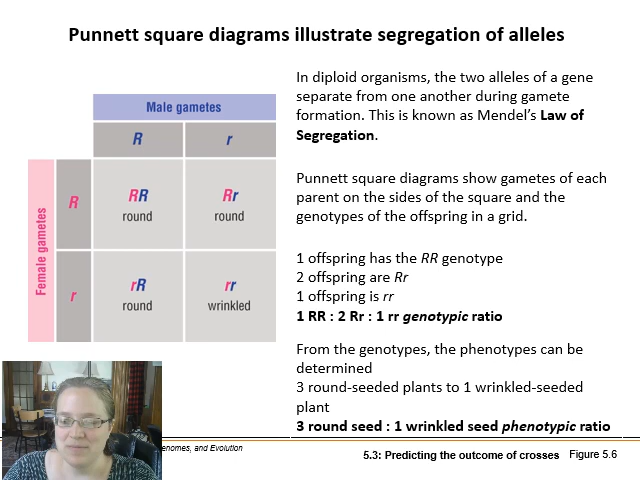 Punnett square diagrams illustrate segregation of alleles
Male gametes
R
r
Female gametes
R
RR
round
Rr
round
r
rR
round
rr
wrinkled
In diploid organisms, the two alleles of a gene
separate from one another during gamete
formation. This is known as Mendel's Law of
Segregation.
Punnett square diagrams show gametes of each
parent on the sides of the square and the
genotypes of the offspring in a grid.
1 offspring has the RR genotype
2 offspring are Rr
1 offspring is rr
1 RR : 2 Rr : 1 rr genotypic ratio
From the genotypes, the phenotypes can be
determined
3 round-seeded plants to 1 wrinkled-seeded
plant
3 round seed : 1 wrinkled seed phenotypic ratio
and Evolution
5.3: Predicting the outcome of crosses
Figure 5.6